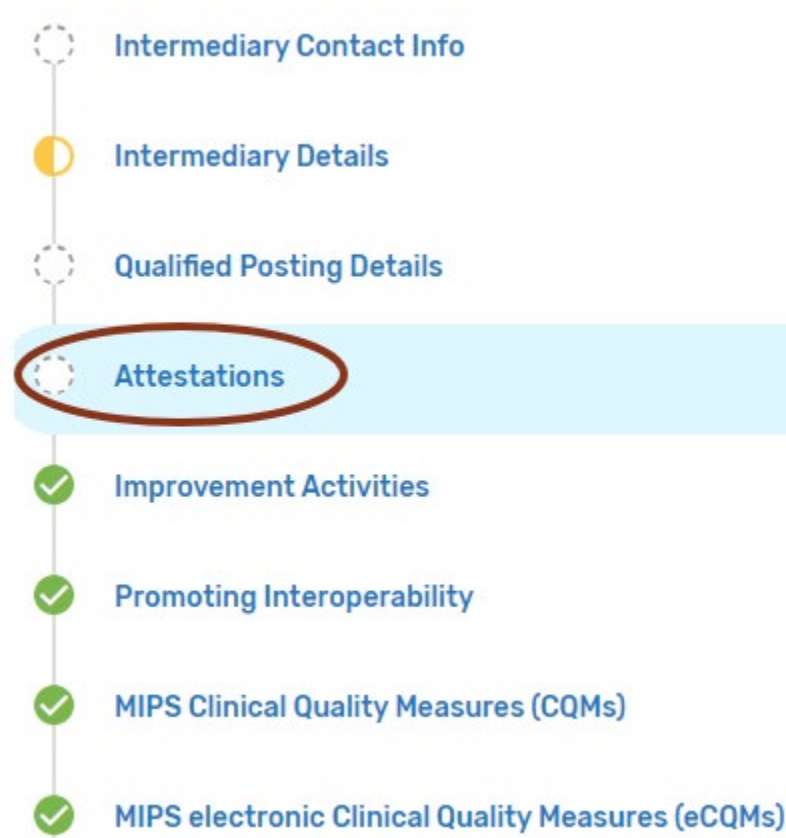 Intermediary Contact Info
Intermediary Details
Qualified Posting Details
Attestations
Improvement Activities
Promoting Interoperability
MIPS Clinical Quality Measures (CQMs)
MIPS electronic Clinical Quality Measures (eCQMs)